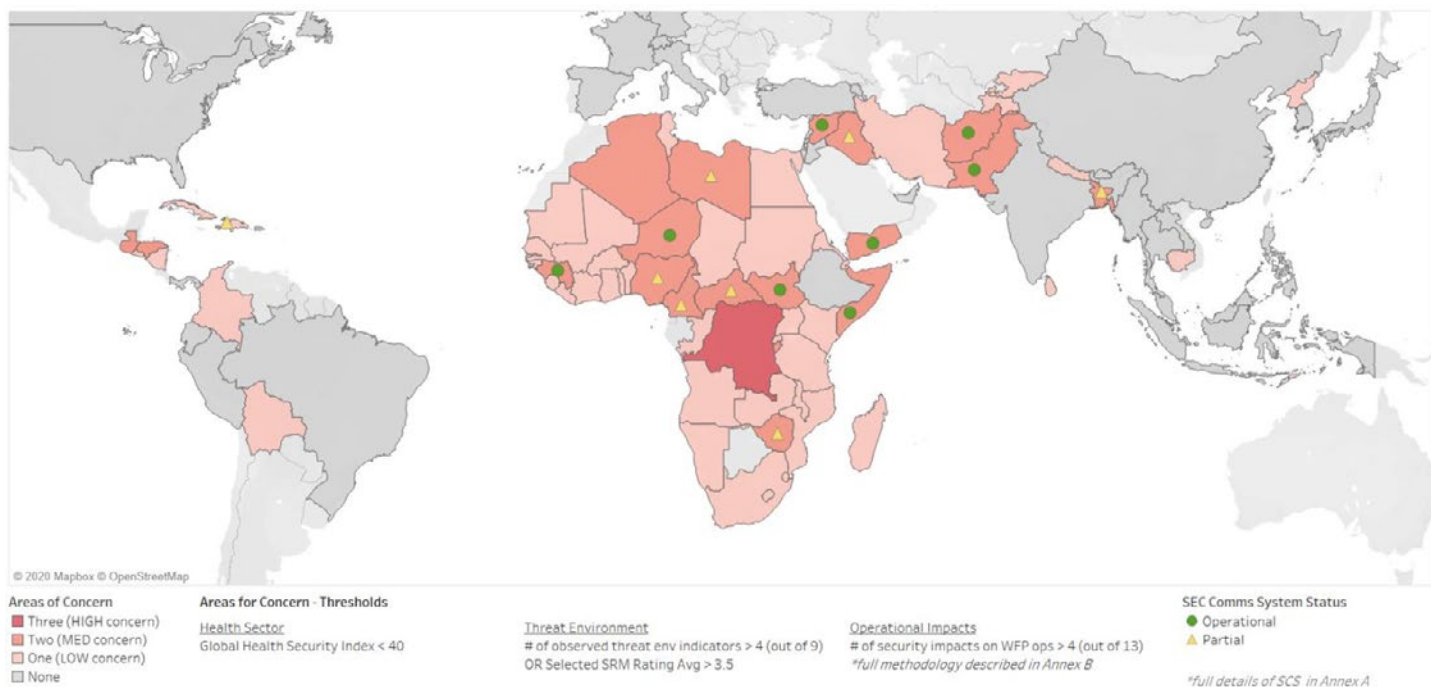 © 2020 Mapbox © OpenStreetMap
Areas of Concern
Three (HIGH concern)
Two (MED concern)
One (LOW concern)
None
Areas for Concern - Thresholds
Health Sector
Global Health Security Index < 40
Threat Environment
# of observed threat env indicators > 4 (out of 9)
OR Selected SRM Rating Avg > 3.5
Operational Impacts
# of security impacts on WFP ops > 4 (out of 13)
*full methodology described in Annex B
SEC Comms System Status
Operational
Partial
*full details of SCS in Annex A